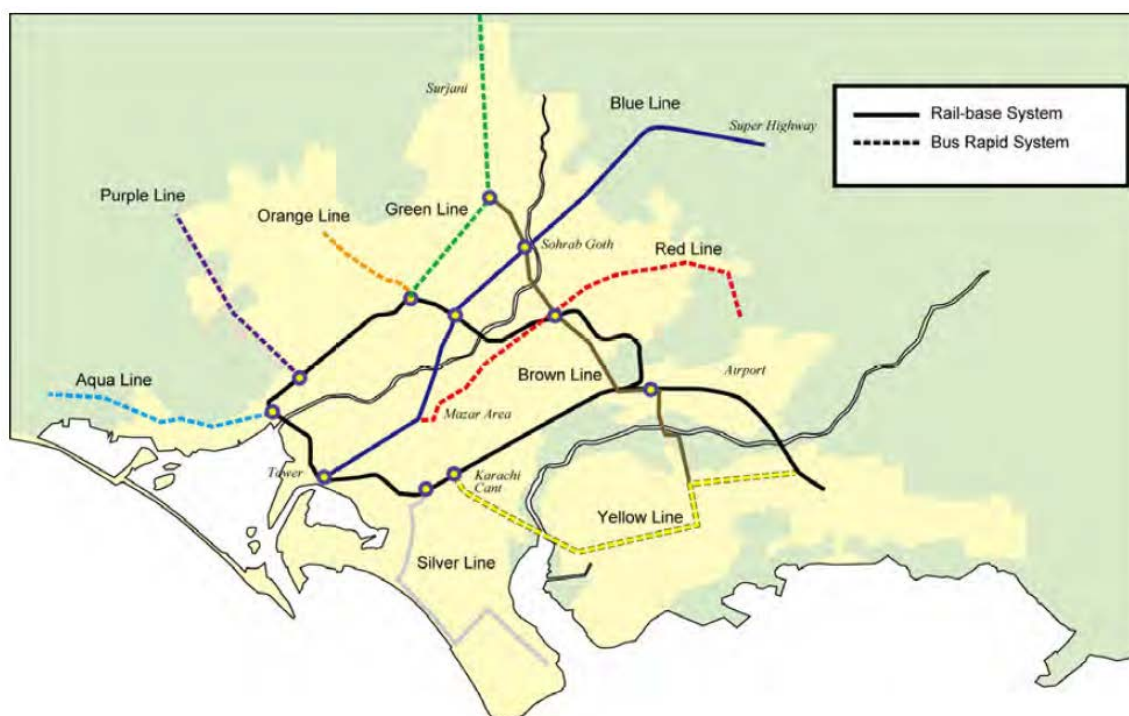 Surjani
Blue Line
Super Highway
Rail-base System
Bus Rapid System
Purple Line
Orange Line
Green Line
Sohrab Goth
Red Line
Aqua Line
Brown Line
Airport
Mazar Area
Tower
Karachi
Cant
Yellow Line
Silver Line